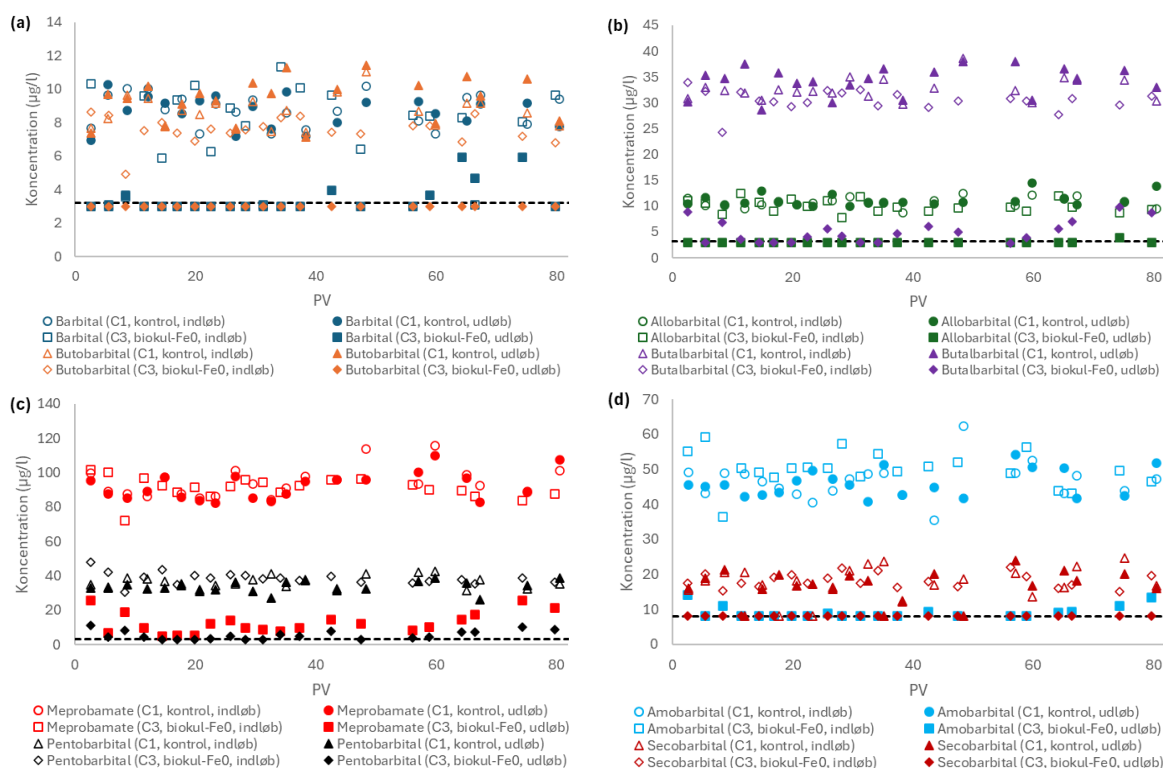 (a)
14
12
10
8
6
4
2
0
Koncentration (µg/l)
0
20
40
60
80
PV
Barbital (C1, kontrol, indløb)
Barbital (C1, kontrol, udløb)
Barbital (C3, biokul-Fe0, indløb)
Barbital (C3, biokul-Fe0, udløb)
Butobarbital (C1, kontrol, indløb)
Butobarbital (C1, kontrol, udløb)
Butobarbital (C3, biokul-Fe0, indløb)
Butobarbital (C3, biokul-Fe0, udløb)
(b)
45
40
35
30
25
20
15
10
5
0
Koncentration (µg/l)
0
20
40
60
80
PV
Allobarbital (C1, kontrol, indløb)
Allobarbital (C1, kontrol, udløb)
Allobarbital (C3, biokul-Fe0, indløb)
Allobarbital (C3, biokul-Fe0, udløb)
Butalbarbital (C1, kontrol, indløb)
Butalbarbital (C1, kontrol, udløb)
Butalbarbital (C3, biokul-Fe0, indløb)
Butalbarbital (C3, biokul-Fe0, udløb)
(c)
140
120
100
80
60
40
20
0
Koncentration (µg/l)
0
20
40
60
80
PV
Meprobamate (C1, kontrol, indløb)
Meprobamate (C1, kontrol, udløb)
Meprobamate (C3, biokul-Fe0, indløb)
Meprobamate (C3, biokul-Fe0, udløb)
Pentobarbital (C1, kontrol, indløb)
Pentobarbital (C1, kontrol, udløb)
Pentobarbital (C3, biokul-Fe0, indløb)
Pentobarbital (C3, biokul-Fe0, udløb)
(d)
70
60
50
40
30
20
10
0
Koncentration (µg/l)
0
20
40
60
80
PV
Amobarbital (C1, kontrol, indløb)
Amobarbital (C1, kontrol, udløb)
Amobarbital (C3, biokul-Fe0, indløb)
Amobarbital (C3, biokul-Fe0, udløb)
Secobarbital (C1, kontrol, indløb)
Secobarbital (C1, kontrol, udløb)
Secobarbital (C3, biokul-Fe0, indløb)
Secobarbital (C3, biokul-Fe0, udløb)